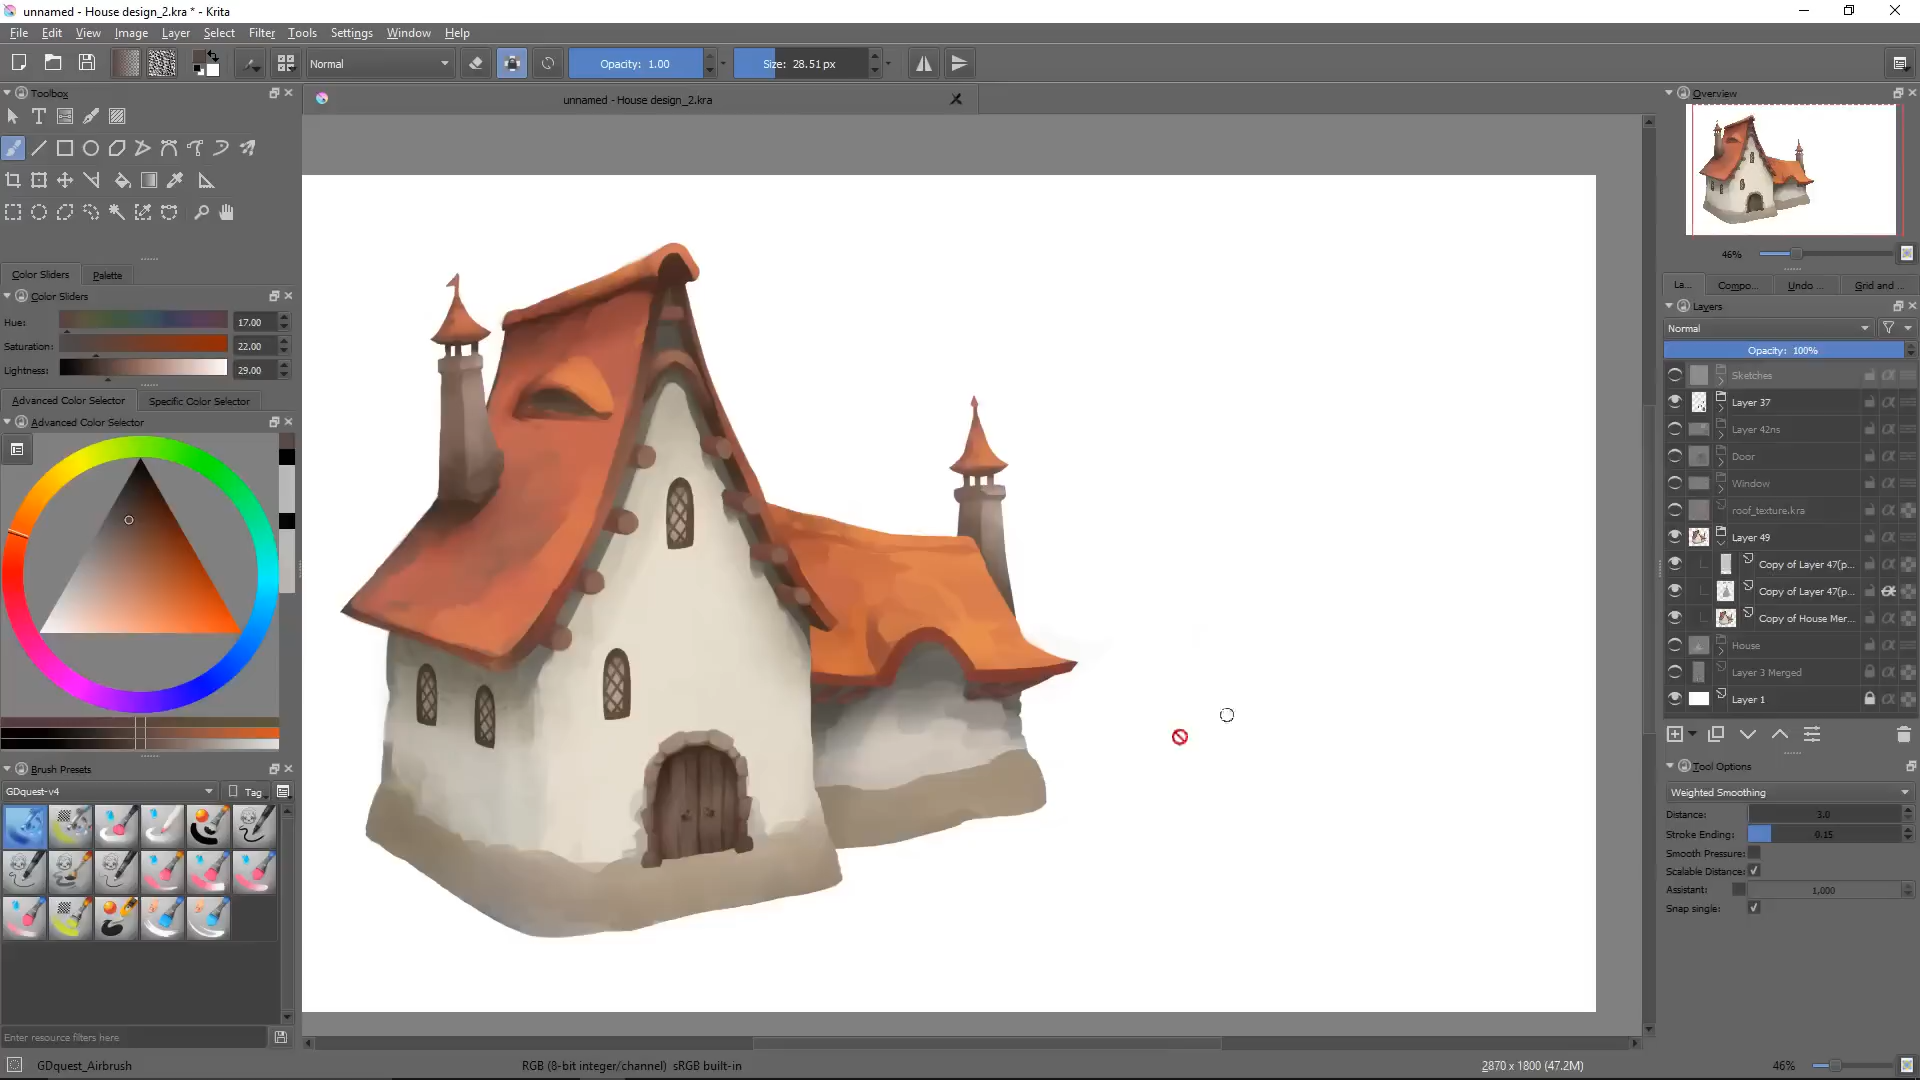 unnamed - House design_2.kra * - Krita
File Edit View Image Layer Select Filter Tools Settings Window Help
Normal
Opacity: 1.00
Size: 28.51 px
Toolbox
unnamed - House design_2.kra
Overview
46%
Color Sliders Palette
Color Sliders
Hue: 17.00
Saturation: 22.00
Lightness: 29.00
Advanced Color Selector Specific Color Selector
Advanced Color Selector
Brush Presets
GDquest-v4 Tag
Enter resource filters here
La... Compo... Undo ... Grid and ...
Layers
Normal
Opacity: 100%
Sketches
Layer 37
Layer 42ns
Door
Window
roof_texture.kra
Layer 49
Copy of Layer 47(p...
Copy of Layer 47(p...
Copy of House Mer...
House
Layer 3 Merged
Layer 1
Tool Options
Weighted Smoothing
Distance: 3.0
Stroke Ending: 0.15
Smooth Pressure:
Scalable Distance:
Assistant: 1,000
Snap single:
GDquest_Airbrush
RGB (8-bit integer/channel) sRGB built-in
2870 x 1800 (47.2M)
46%